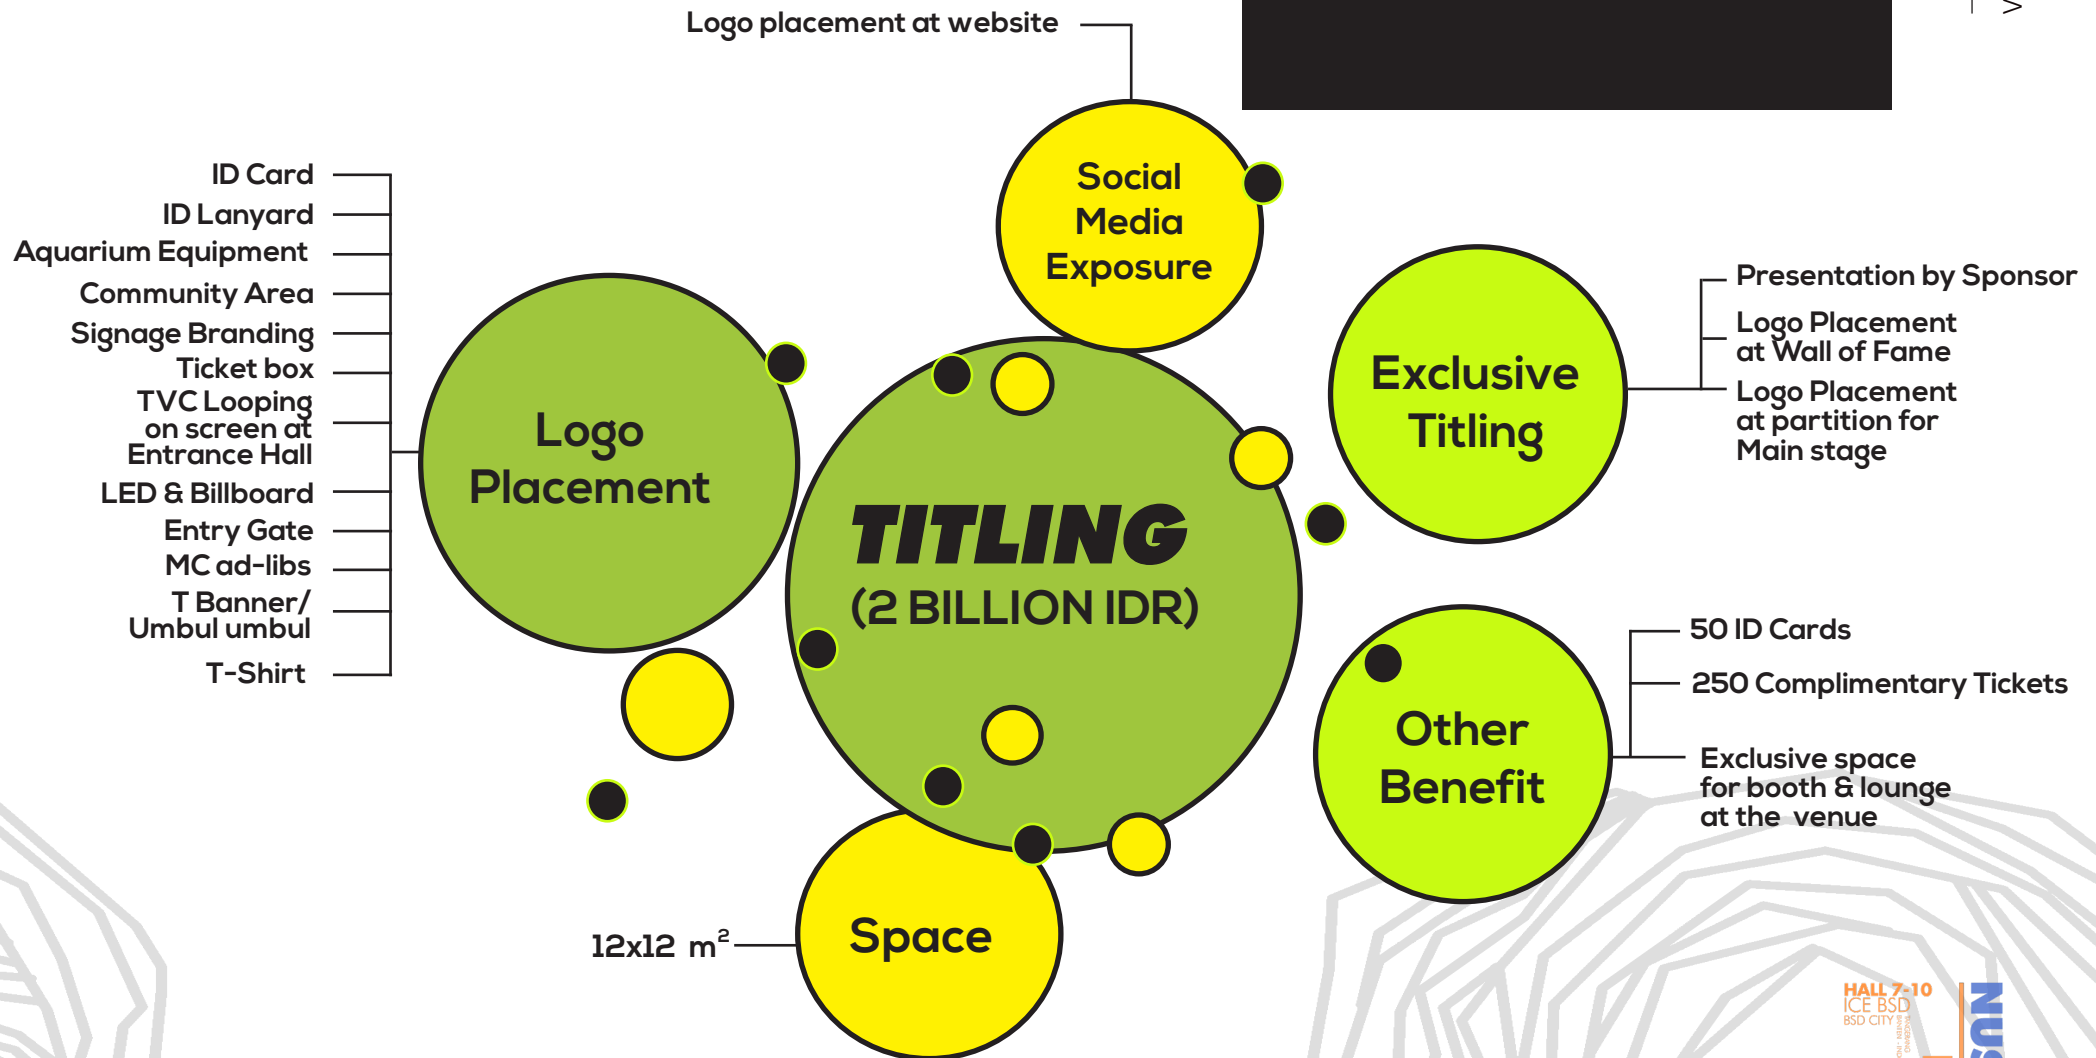 Logo placement at website
Social
Media
Exposure
ID Card
ID Lanyard
Aquarium Equipment
Community Area
Signage Branding
Ticket box
TVC Looping
on screen at
Entrance Hall
LED & Billboard
Entry Gate
MC ad-libs
T Banner/
Umbul umbul
T-Shirt
Logo
Placement
TITLING
(2 BILLION IDR)
Exclusive
Titling
Presentation by Sponsor
Logo Placement
at Wall of Fame
Logo Placement
at partition for
Main stage
Other
Benefit
50 ID Cards
250 Complimentary Tickets
Exclusive space
for booth & lounge
at the venue
Space
12x12 m²
HALL 7-10
ICE BSD
BSD CITY